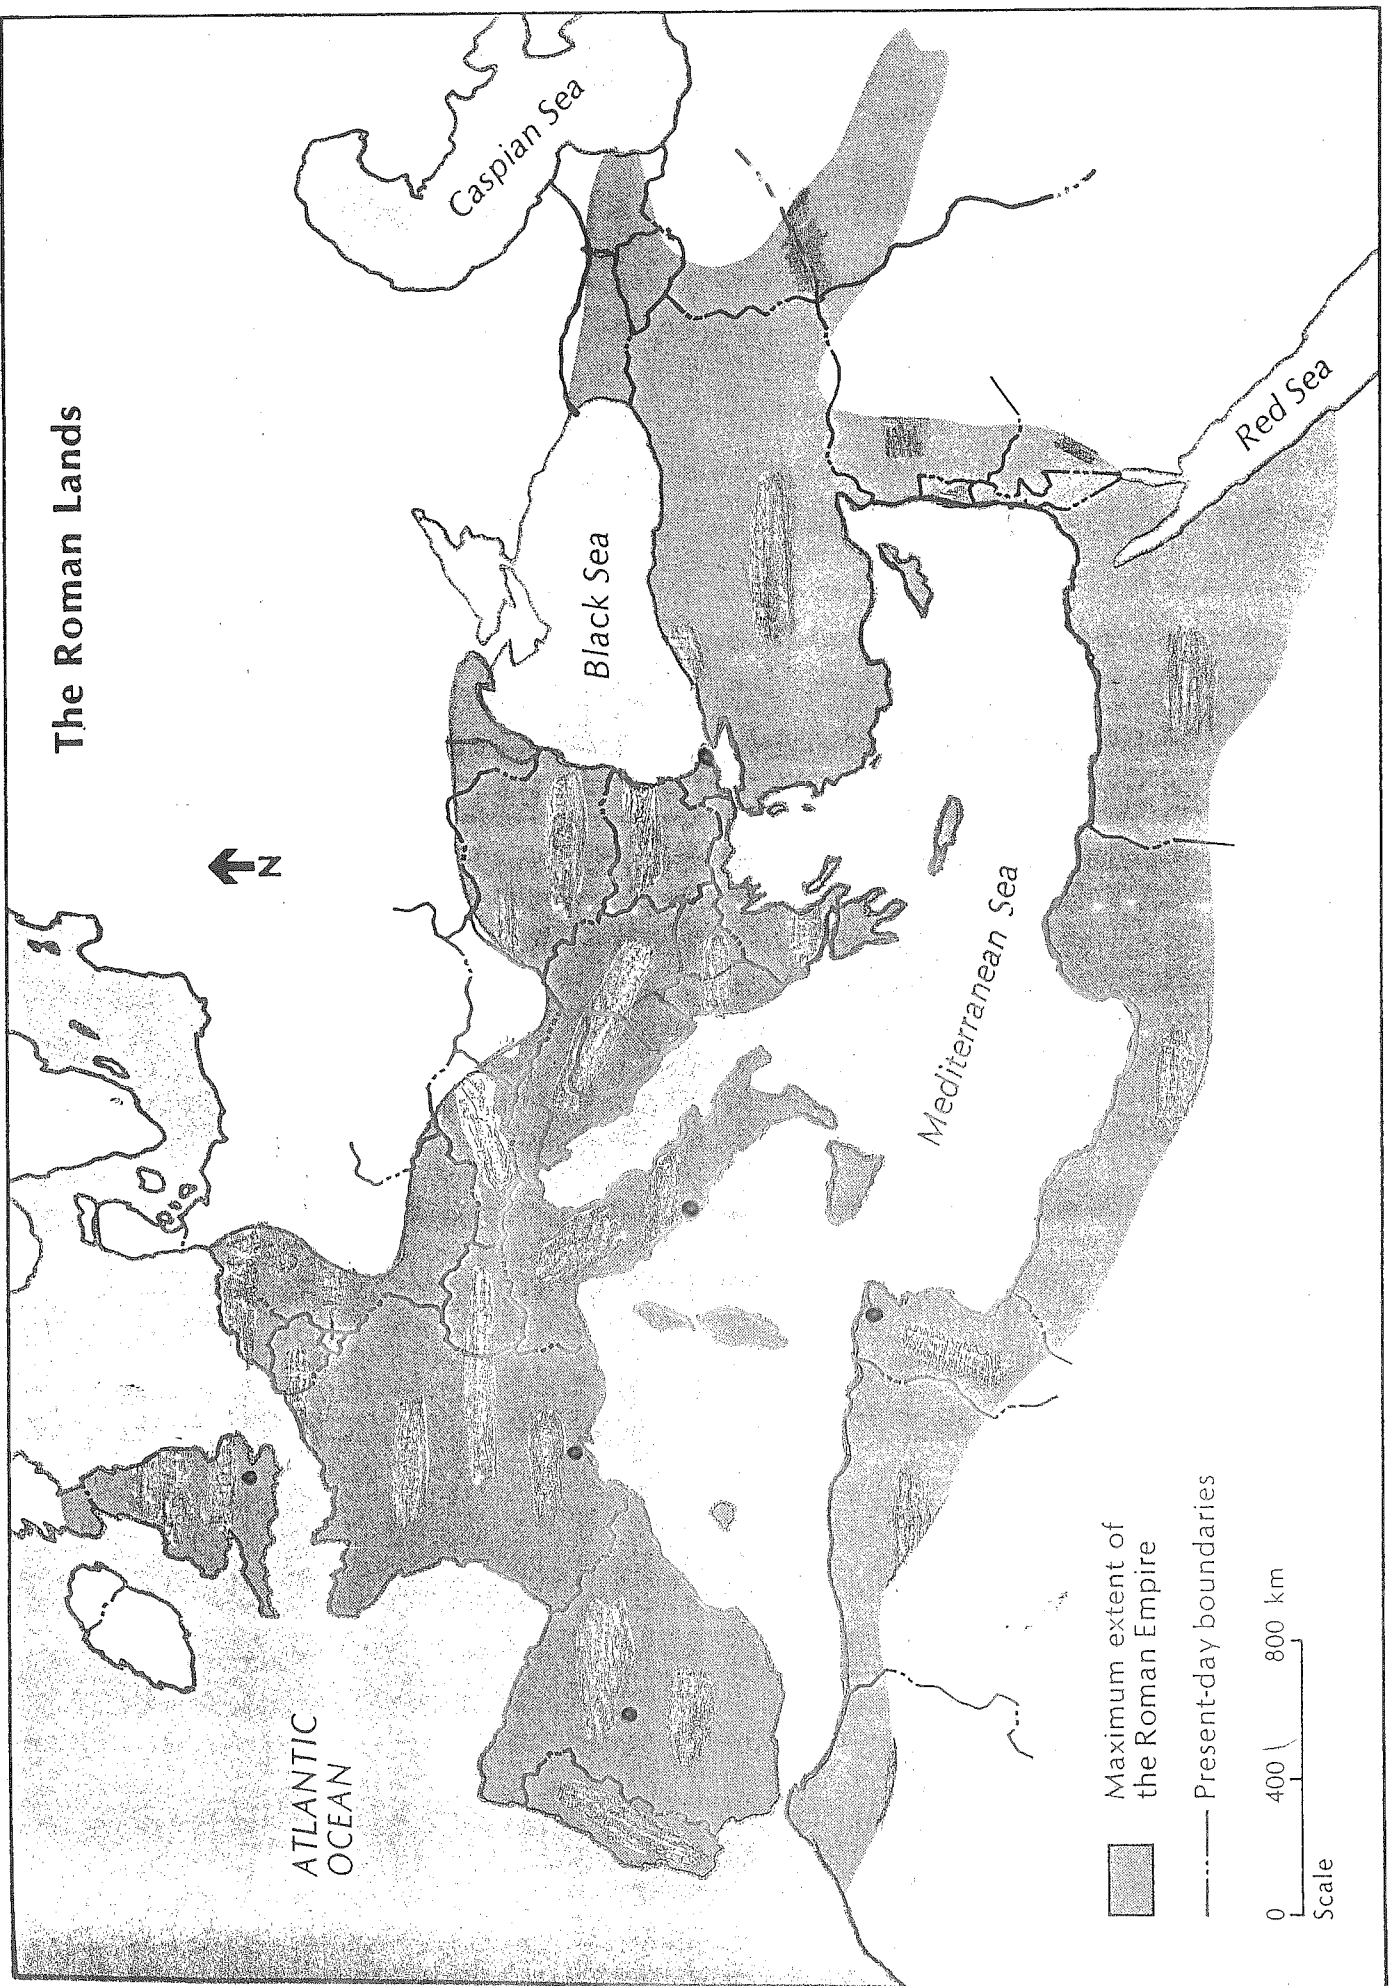 The Roman Lands
N
Caspian Sea
Black Sea
Red Sea
Mediterranean Sea
ATLANTIC
OCEAN
Maximum extent of
the Roman Empire
Present-day boundaries
0 400 800 km
Scale